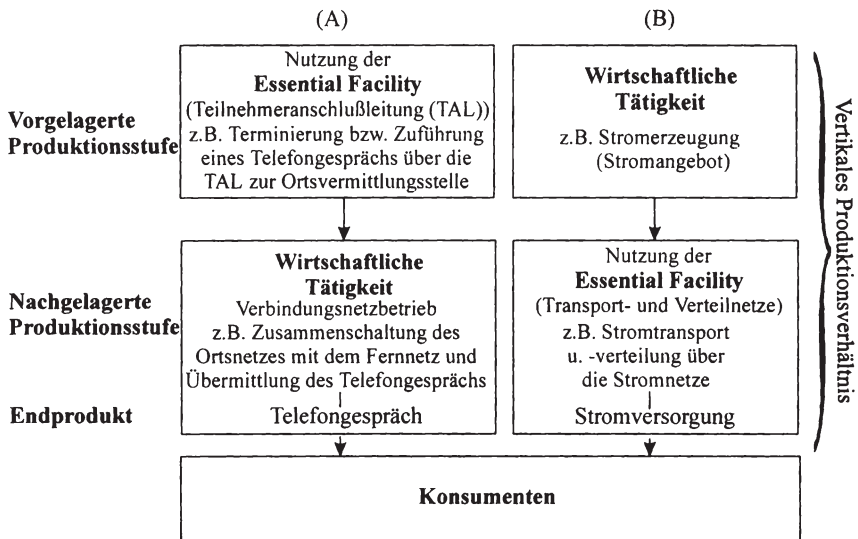 (A)
(B)
Vorgelagerte
Produktionsstufe
Nutzung der
Essential Facility
(Teilnehmeranschlußleitung (TAL))
z.B. Terminierung bzw. Zuführung
eines Telefongesprächs über die
TAL zur Ortsvermittlungsstelle
Wirtschaftliche
Tätigkeit
z.B. Stromerzeugung
(Stromangebot)
Nachgelagerte
Produktionsstufe
Wirtschaftliche
Tätigkeit
Verbindungsnetzbetrieb
z.B. Zusammenschaltung des
Ortsnetzes mit dem Fernnetz und
Übermittlung des Telefongesprächs
Nutzung der
Essential Facility
(Transport- und Verteilnetze)
z.B. Stromtransport
u. -verteilung über
die Stromnetze
Endprodukt
Telefongespräch
Stromversorgung
Konsumenten
Vertikales Produktionsverhältnis